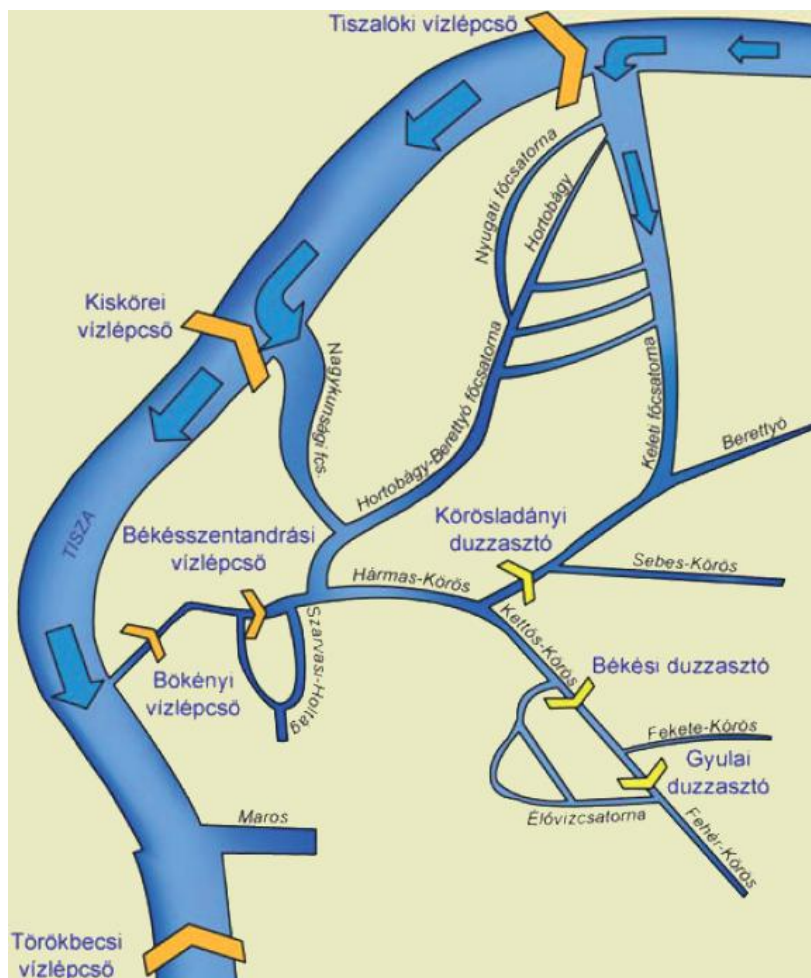 Tiszalöki vízlépcső
Nyugati főcsatorna
Hortobágy
Kiskörei
vízlépcső
Nagykunsági fcs.
Hortobágy-Berettyó főcsatorna
Keleti főcsatorna
Berettyó
TISZA
Békésszentandrási
vízlépcső
Körösladányi
duzzasztó
Hármas-Körös
Sebes-Körös
Kettős-Körös
Szarvasi-Holtág
Bökényi
vízlépcső
Békési duzzasztó
Fekete-Körös
Gyulai
duzzasztó
Élővízcsatorna
Fehér-Körös
Maros
Törökbecsi
vízlépcső